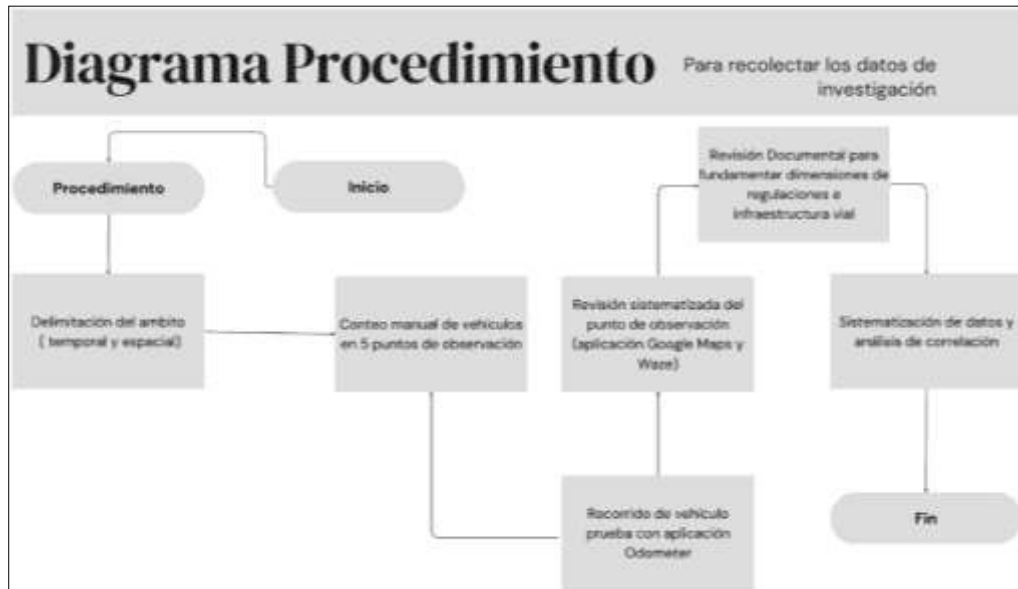 Diagrama Procedimiento
Para recolectar los datos de
investigación
Procedimiento
Inicio
Delimitación del ambito
( temporal y espacial)
Conteo manual de vehículos
en 5 puntos de observación
Recorrido de vehículo
prueba con aplicación
Odometer
Revisión sistematizada del
punto de observación
(aplicación Google Maps y
Waze)
Revisión Documental para
fundamentar dimensiones de
regulaciones e
infraestructura vial
Sistematización de datos y
análisis de correlación
Fin